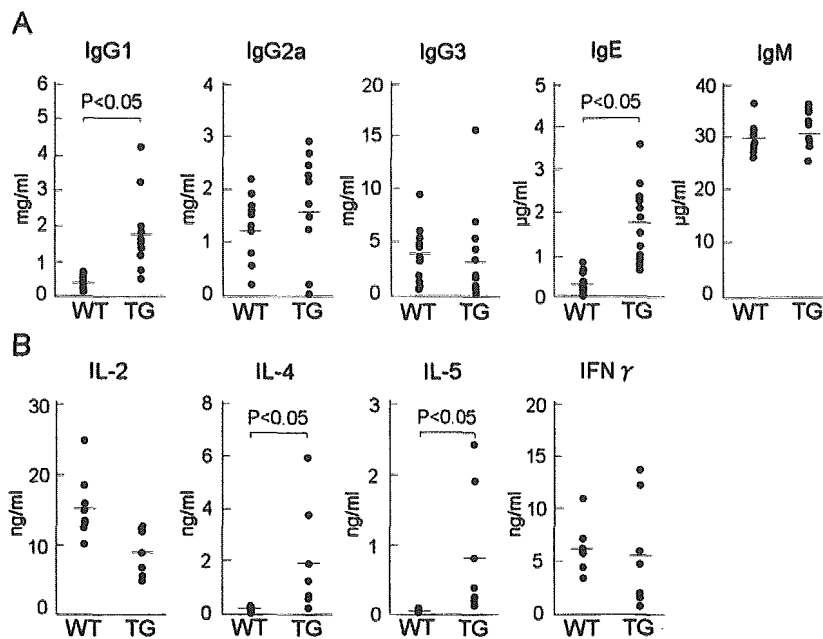 A
IgG1 IgG2a IgG3 IgE IgM
6 5 4 3 2 1 0
mg/ml
P<0.05
WT TG
4 3 2 1 0
mg/ml
WT TG
20 15 10 5 0
mg/ml
WT TG
5 4 3 2 1 0
µg/ml
P<0.05
WT TG
40 30 20 10 0
µg/ml
WT TG
B
IL-2 IL-4 IL-5 IFN γ
30 20 10 0
ng/ml
WT TG
8 6 4 2 0
ng/ml
P<0.05
WT TG
3 2 1 0
ng/ml
P<0.05
WT TG
20 15 10 5 0
ng/ml
WT TG